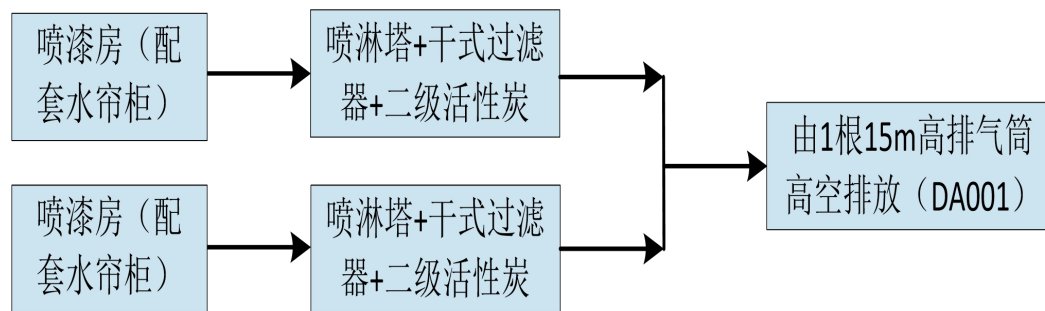 喷漆房（配
套水帘柜）
喷淋塔+干式过滤
器+二级活性炭
喷漆房（配
套水帘柜）
喷淋塔+干式过滤
器+二级活性炭
由1根15m高排气筒
高空排放（DA001）